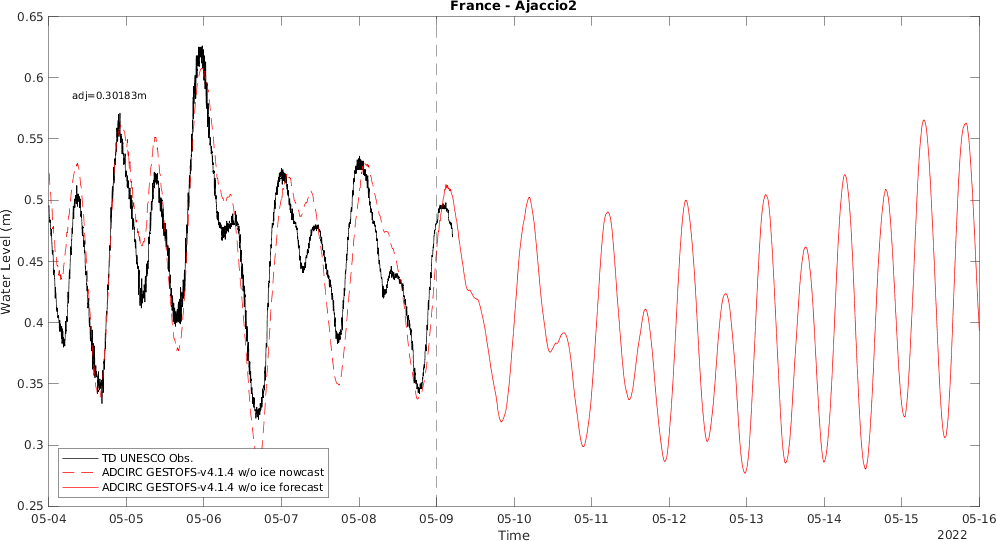 France - Ajaccio2
0.65
0.6
0.55
0.5
0.45
0.4
0.35
0.3
0.25
Water Level (m)
adj=0.30183m
TD UNESCO Obs.
ADCIRC GESTOFS-v4.1.4 w/o ice nowcast
ADCIRC GESTOFS-v4.1.4 w/o ice forecast
05-04 05-05 05-06 05-07 05-08 05-09 05-10 05-11 05-12 05-13 05-14 05-15 05-16
Time
2022